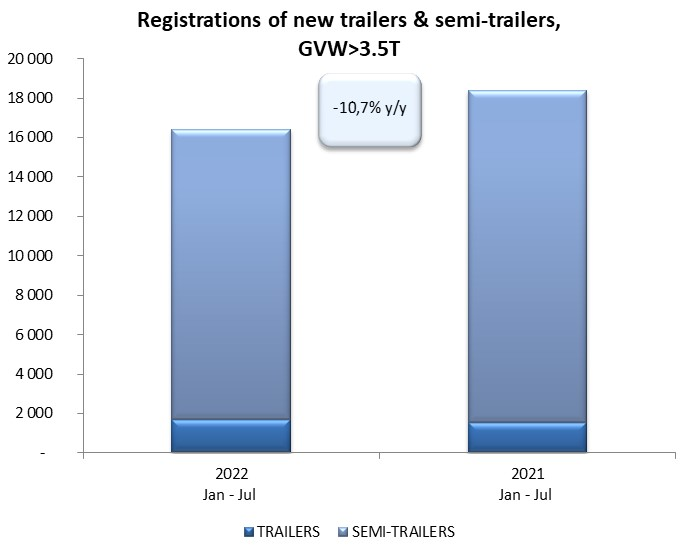 Registrations of new trailers & semi-trailers,
GVW>3.5T
20 000
18 000
16 000
14 000
12 000
10 000
8 000
6 000
4 000
2 000
-
-10,7% y/y
2022
Jan - Jul
2021
Jan - Jul
TRAILERS
SEMI-TRAILERS